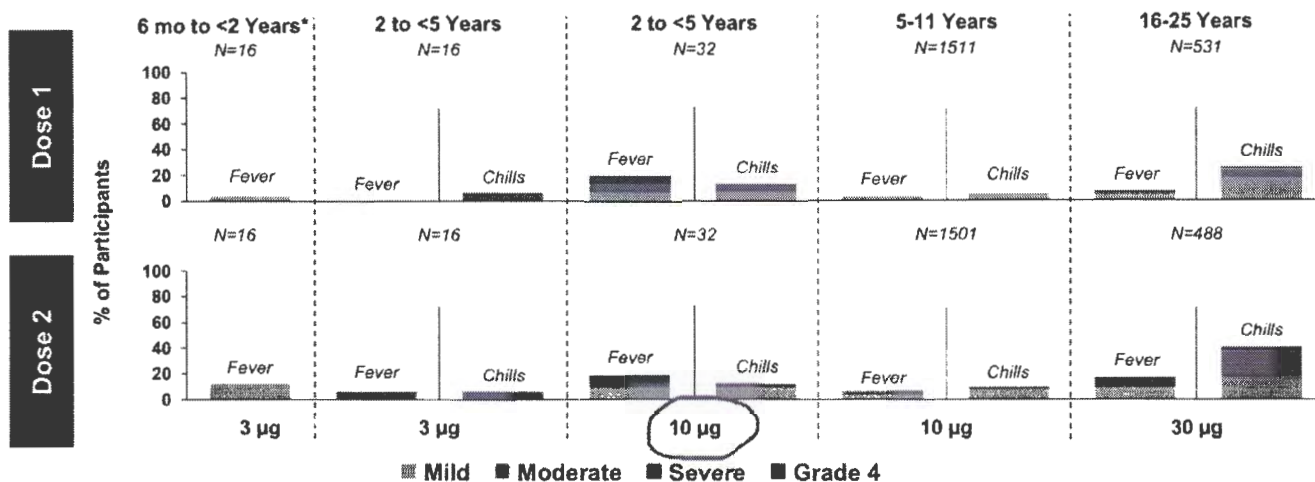 6 mo to <2 Years* 2 to <5 Years 2 to <5 Years 5-11 Years 16-25 Years
N=16 N=16 N=32 N=1511 N=531
Dose 1
% of Participants
100
80
60
40
20
0
Fever Fever Chills Fever Chills Fever Chills Fever Chills
N=16 N=16 N=32 N=1501 N=488
Dose 2
100
80
60
40
20
0
Fever Fever Chills Fever Chills Fever Chills Fever Chills
3 µg 3 µg 10 µg 10 µg 30 µg
Mild Moderate Severe Grade 4